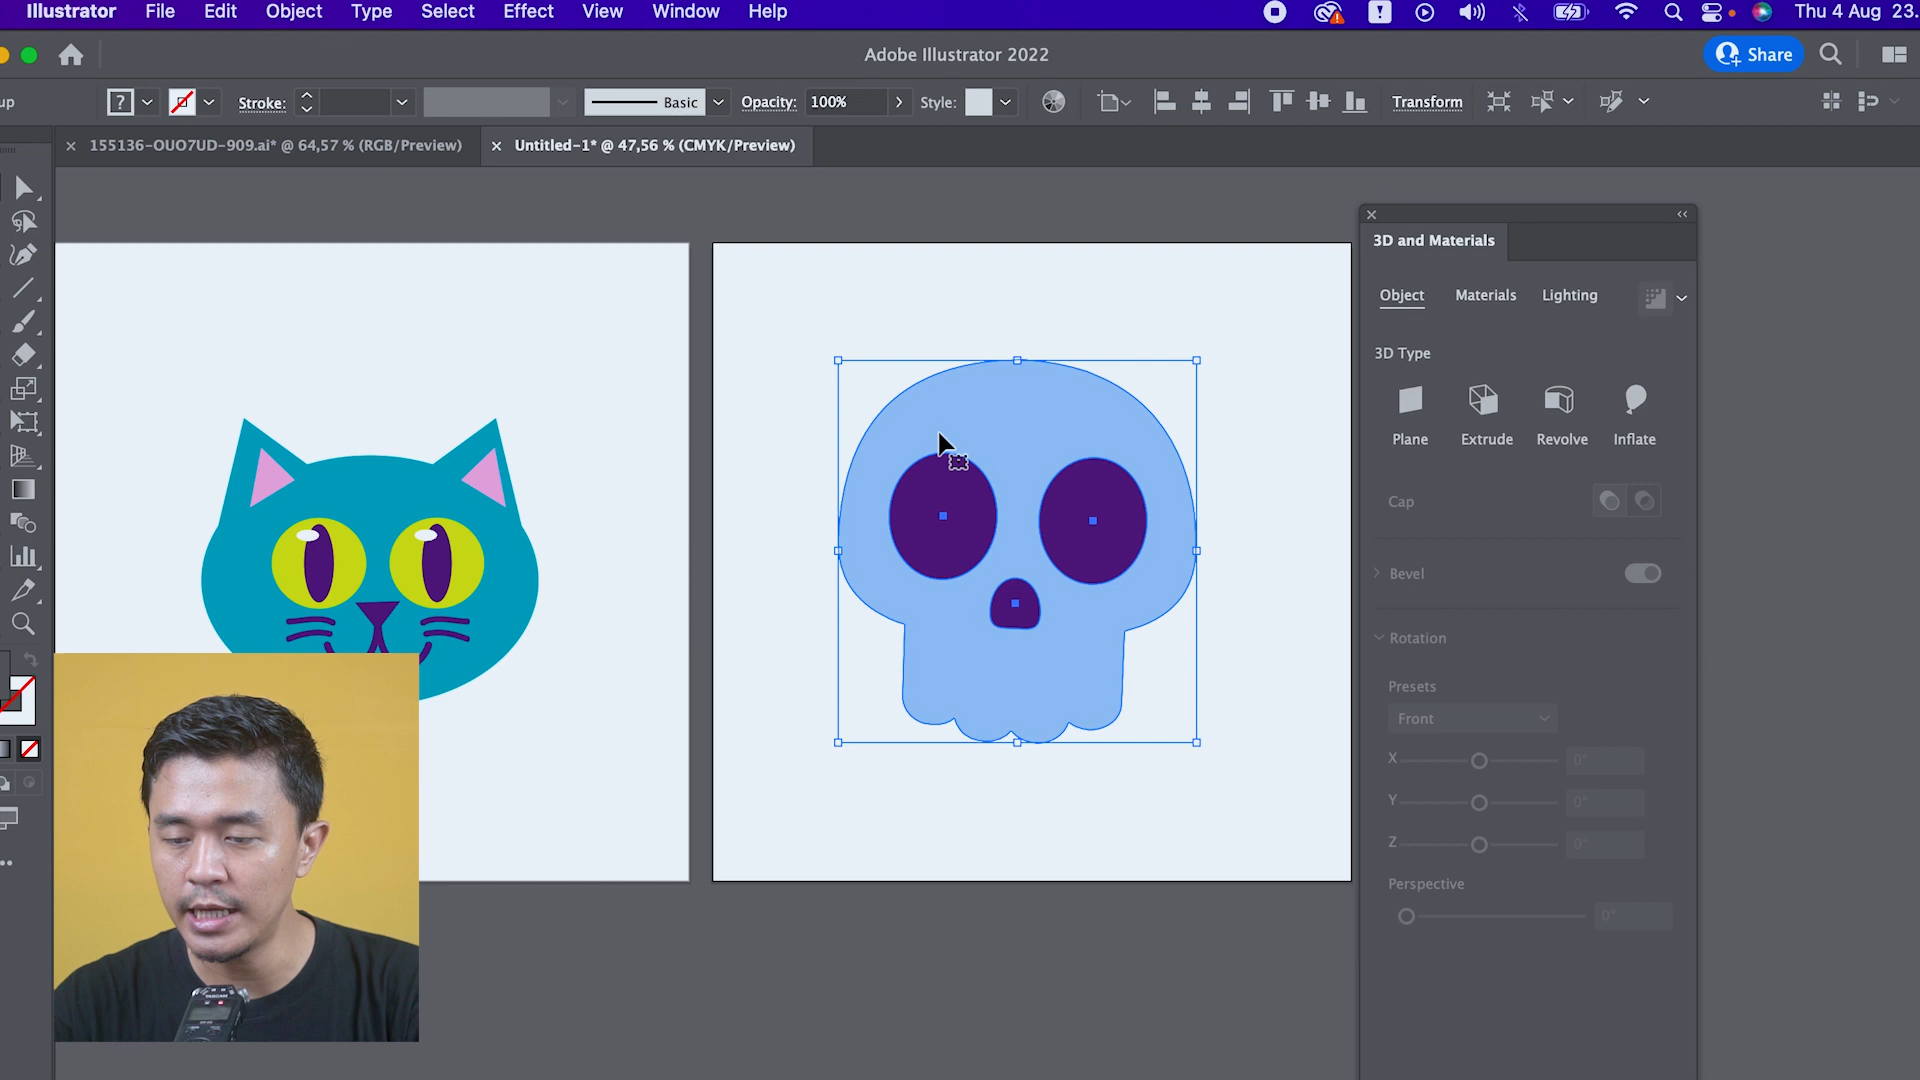 Illustrator File Edit Object Type Select Effect View Window Help Thu 4 Aug 23.
Adobe Illustrator 2022
Share
up ? Stroke: Basic Opacity: 100% Style: Transform
155136-OUO7UD-909.ai* @ 64,57 % (RGB/Preview) Untitled-1* @ 47,56 % (CMYK/Preview)
3D and Materials
Object Materials Lighting
3D Type
Plane Extrude Revolve Inflate
Cap
Bevel
Rotation
Presets
Front
X 0°
Y 0°
Z 0°
Perspective
0°
TASCAM